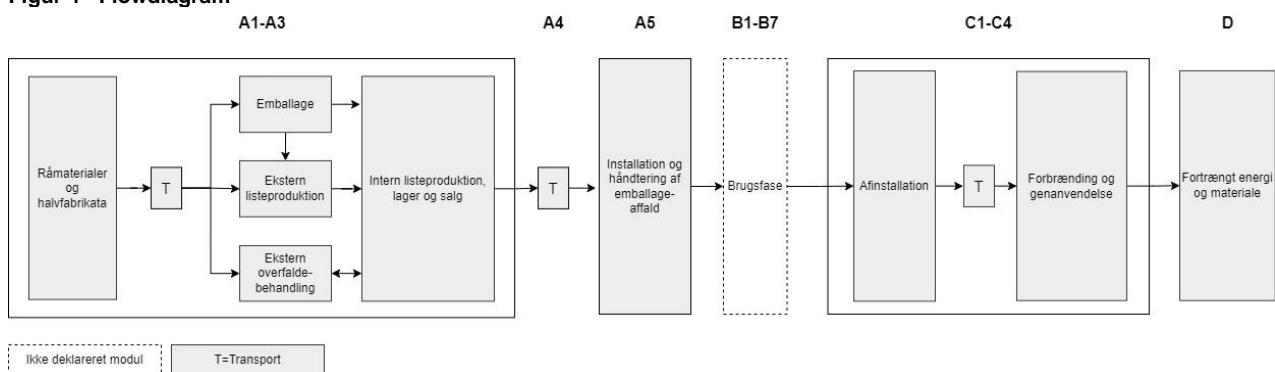 Figur 1 - Flowdiagram
A1-A3
A4
A5
B1-B7
C1-C4
D
Råmaterialer
og
halvfabrikata
T
Emballage
Ekstern
listeproduktion
Ekstern
overfalde-
behandling
Intern listeproduktion,
lager og salg
T
Installation og
håndtering af
emballage-
affald
Brugsfase
Afinstallation
T
Forbrænding og
genanvendelse
Fortrængt energi
og materiale
Ikke deklareret modul
T=Transport